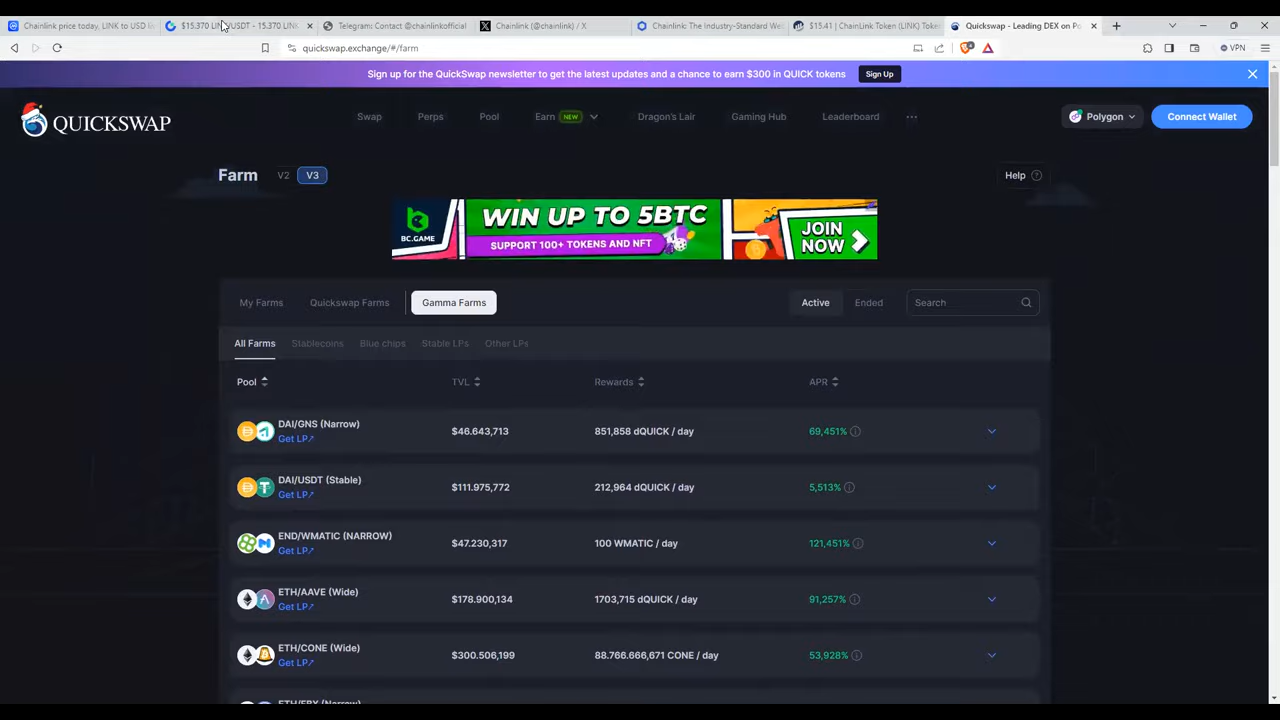 Chainlink price today, LINK to USD li
$15.370 LINKUSDT - 15.370 LINK
Telegram: Contact @chainlinkofficial
Chainlink (@chainlink) / X
Chainlink: The Industry-Standard We
$15.41 | ChainLink Token (LINK) Toke
Quickswap - Leading DEX on Po
quickswap.exchange/#/farm
VPN
Sign up for the QuickSwap newsletter to get the latest updates and a chance to earn $300 in QUICK tokens
Sign Up
QUICKSWAP
Swap
Perps
Pool
Earn
NEW
Dragon's Lair
Gaming Hub
Leaderboard
Polygon
Connect Wallet
Farm
V2
V3
Help
BC.GAME
WIN UP TO 5BTC
SUPPORT 100+ TOKENS AND NFT
JOIN
NOW
My Farms
Quickswap Farms
Gamma Farms
Active
Ended
Search
All Farms
Stablecoins
Blue chips
Stable LPs
Other LPs
Pool
TVL
Rewards
APR
DAI/GNS (Narrow)
Get LP↗
$46.643,713
851,858 dQUICK / day
69,451%
DAI/USDT (Stable)
Get LP↗
$111.975,772
212,964 dQUICK / day
5,513%
END/WMATIC (NARROW)
Get LP↗
$47.230,317
100 WMATIC / day
121,451%
ETH/AAVE (Wide)
Get LP↗
$178.900,134
1703,715 dQUICK / day
91,257%
ETH/CONE (Wide)
Get LP↗
$300.506,199
88.766.666,671 CONE / day
53,928%